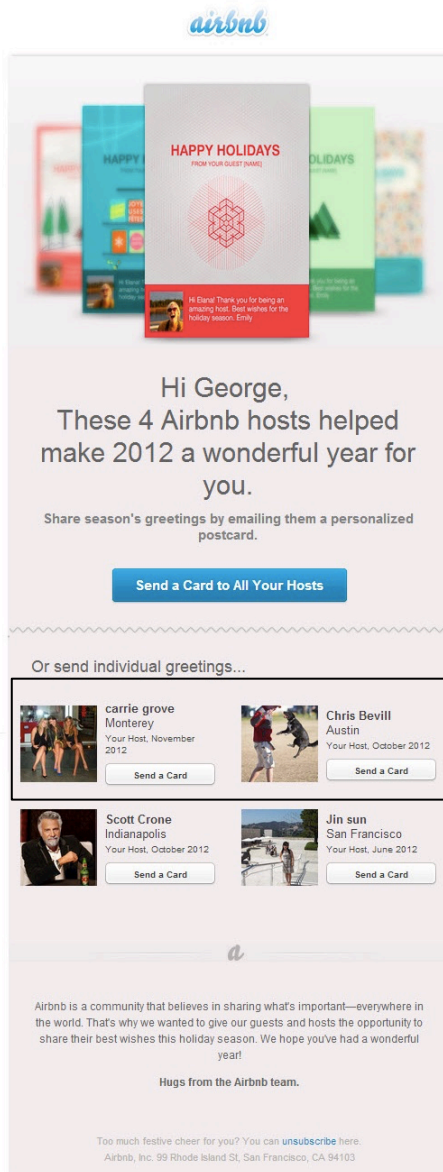 airbnb
HAPPY HOLIDAYS
FROM YOUR GUEST [NAME]
HAPPY
OLIDAYS
Hi Elana! Thank you for being an
amazing host. Best wishes for the
holiday season. Emily
Hi George,
These 4 Airbnb hosts helped
make 2012 a wonderful year for
you.
Share season's greetings by emailing them a personalized
postcard.
Send a Card to All Your Hosts
Or send individual greetings...
carrie grove
Monterey
Your Host, November
2012
Send a Card
Chris Bevill
Austin
Your Host, October 2012
Send a Card
Scott Crone
Indianapolis
Your Host, October 2012
Send a Card
Jin sun
San Francisco
Your Host, June 2012
Send a Card
a
Airbnb is a community that believes in sharing what's important—everywhere in
the world. That's why we wanted to give our guests and hosts the opportunity to
share their best wishes this holiday season. We hope you've had a wonderful
year!
Hugs from the Airbnb team.
Too much festive cheer for you? You can unsubscribe here.
Airbnb, Inc. 99 Rhode Island St, San Francisco, CA 94103